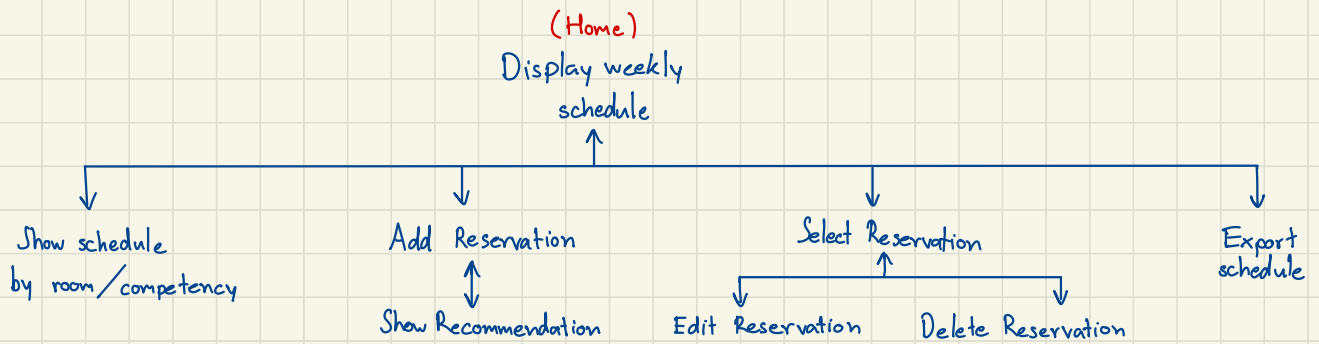 (Home)
Display weekly
schedule
Show schedule
by room/competency
Add Reservation
Show Recommendation
Select Reservation
Edit Reservation
Delete Reservation
Export
schedule